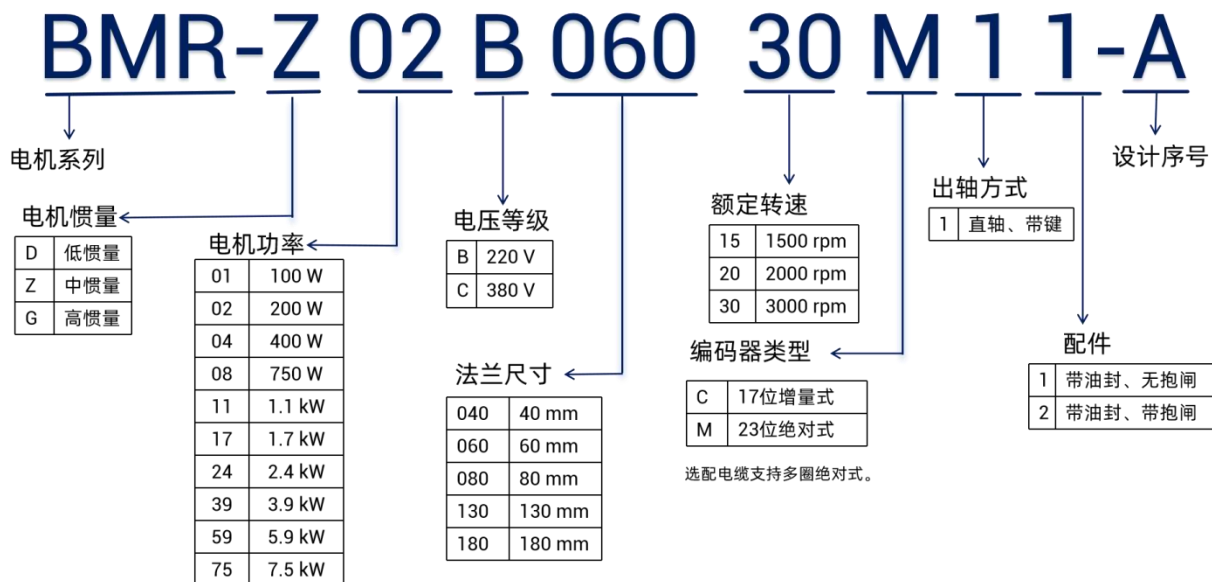 BMR-Z 02 B 060 30 M 1 1-A
电机系列
设计序号
电机惯量
D 低惯量
Z 中惯量
G 高惯量
电机功率
01 100 W
02 200 W
04 400 W
08 750 W
11 1.1 kW
17 1.7 kW
24 2.4 kW
39 3.9 kW
59 5.9 kW
75 7.5 kW
电压等级
B 220 V
C 380 V
法兰尺寸
040 40 mm
060 60 mm
080 80 mm
130 130 mm
180 180 mm
额定转速
15 1500 rpm
20 2000 rpm
30 3000 rpm
编码器类型
C 17位增量式
M 23位绝对式
选配电缆支持多圈绝对式。
出轴方式
1 直轴、带键
配件
1 带油封、无抱闸
2 带油封、带抱闸